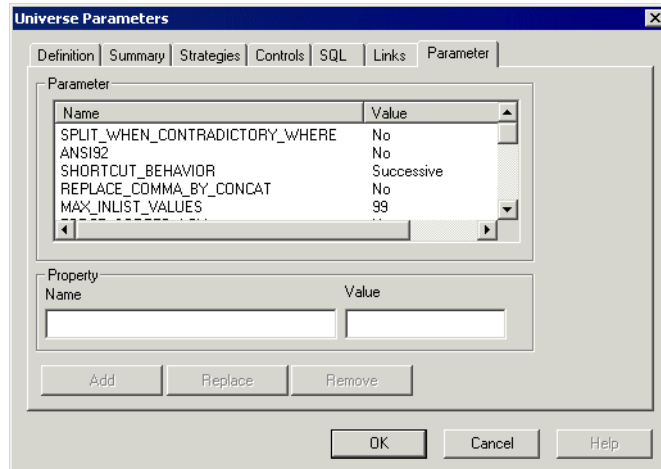 Universe Parameters
Definition Summary Strategies Controls SQL Links Parameter
Parameter
Name Value
SPLIT_WHEN_CONTRADICTORY_WHERE No
ANSI92 No
SHORTCUT_BEHAVIOR Successive
REPLACE_COMMA_BY_CONCAT No
MAX_INLIST_VALUES 99
Property
Name Value
Add Replace Remove
OK Cancel Help